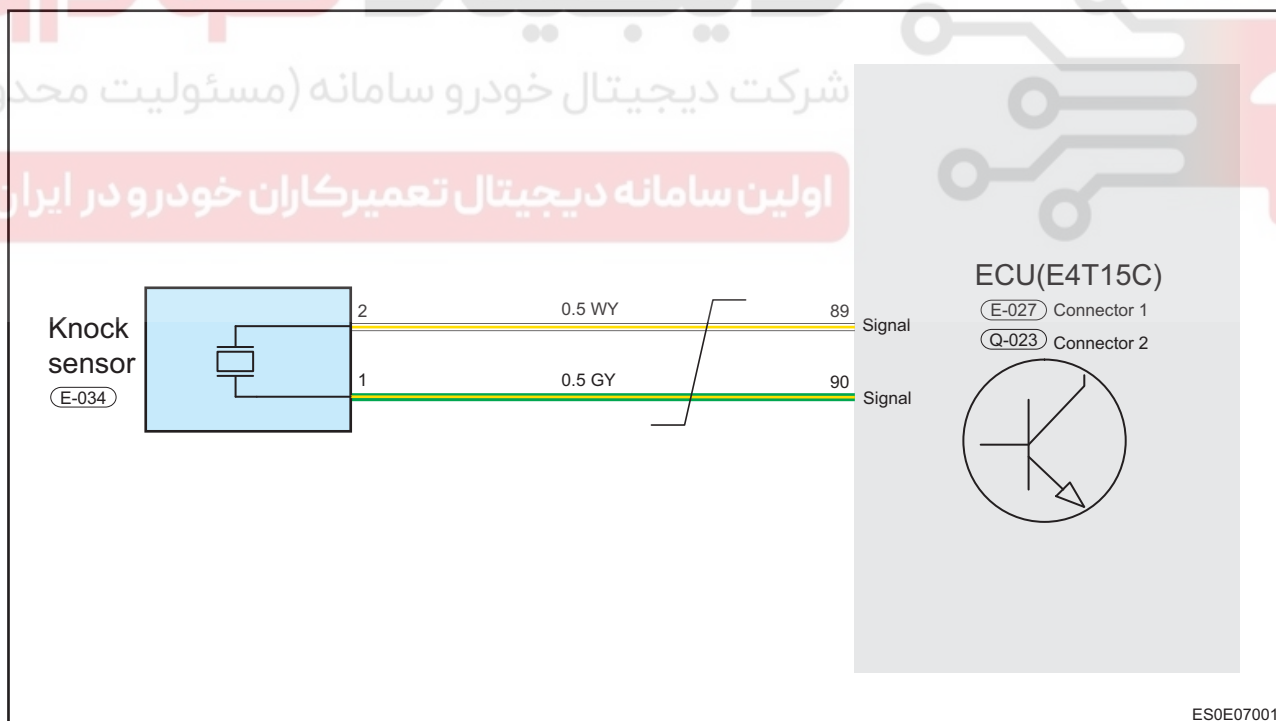 شرکت دیجیتال خودرو سامانه (مسئولیت
اولین سامانه دیجیتال تعمیرکاران خودرو در ایران
ECU(E4T15C)
E-027 Connector 1
Q-023 Connector 2
Knock
sensor
E-034
2 0.5 WY 89 Signal
1 0.5 GY 90 Signal
ES0E07001